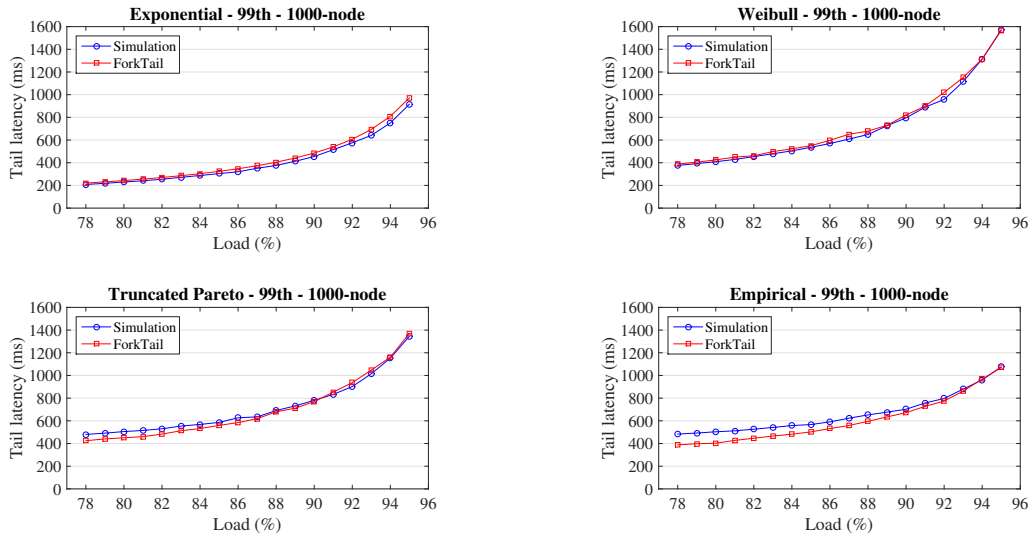 Exponential - 99th - 1000-node
1600
1400
1200
1000
800
600
400
200
0
Tail latency (ms)
Simulation
ForkTail
78 80 82 84 86 88 90 92 94 96
Load (%)
Weibull - 99th - 1000-node
1600
1400
1200
1000
800
600
400
200
0
Tail latency (ms)
Simulation
ForkTail
78 80 82 84 86 88 90 92 94 96
Load (%)
Truncated Pareto - 99th - 1000-node
1600
1400
1200
1000
800
600
400
200
0
Tail latency (ms)
Simulation
ForkTail
78 80 82 84 86 88 90 92 94 96
Load (%)
Empirical - 99th - 1000-node
1600
1400
1200
1000
800
600
400
200
0
Tail latency (ms)
Simulation
ForkTail
78 80 82 84 86 88 90 92 94 96
Load (%)